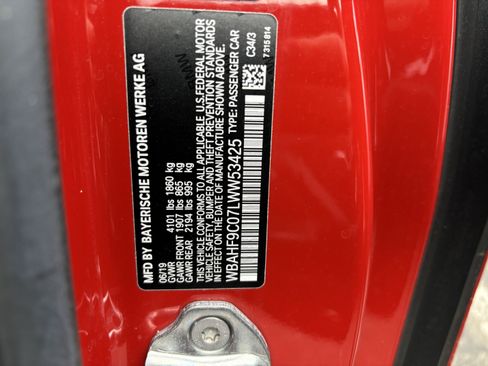 MFD BY BAYERISCHE MOTOREN WERKE AG
06/19
GVWR 4101 lbs 1860 kg
GAWR FRONT 1907 lbs 865 kg
GAWR REAR 2194 lbs 995 kg
THIS VEHICLE CONFORMS TO ALL APPLICABLE U.S.FEDERAL MOTOR
VEHICLE SAFETY, BUMPER AND THEFT PREVENTION STANDARDS
IN EFFECT ON THE DATE OF MANUFACTURE SHOWN ABOVE.
WBAHF9C07LWW53425 TYPE: PASSENGER CAR
C34/3
7315814